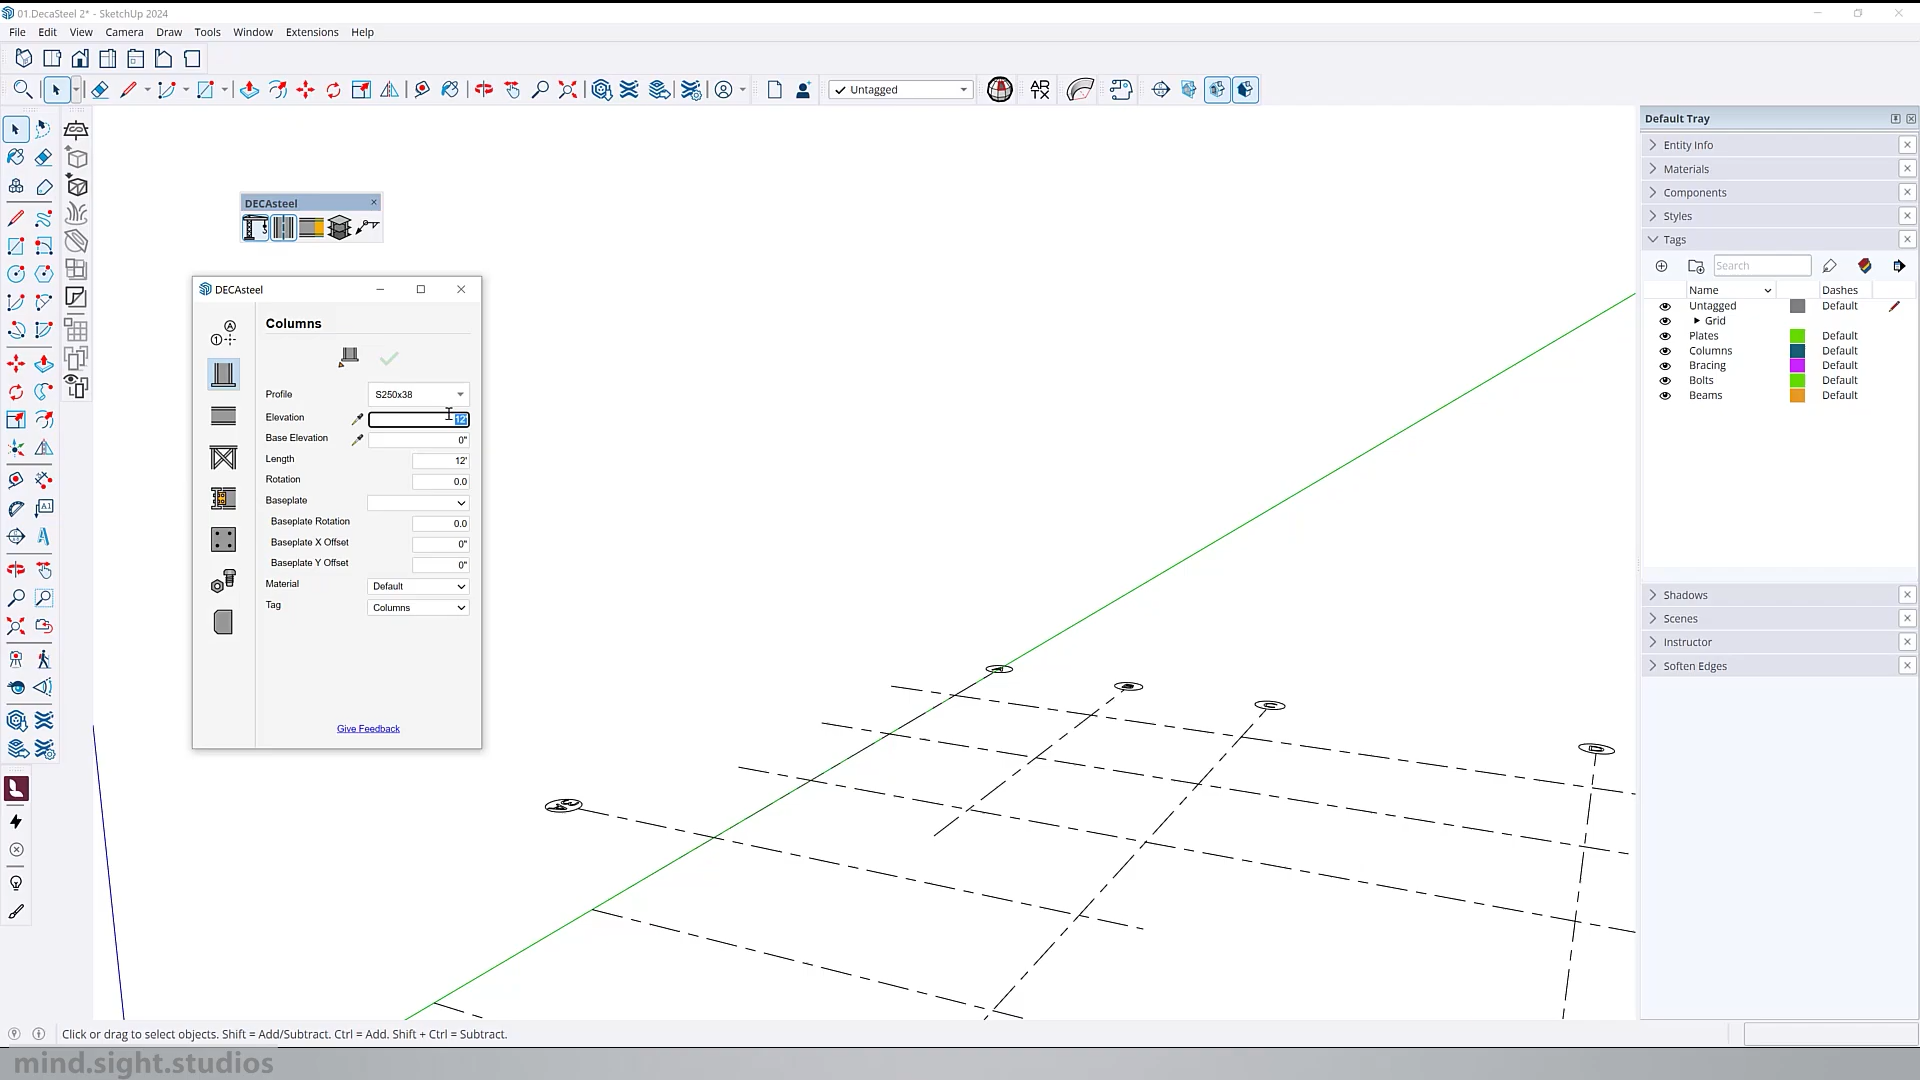 01.DecaSteel 2* - SketchUp 2024
File Edit View Camera Draw Tools Window Extensions Help
Untagged
AR
TX
Default Tray
Entity Info
Materials
Components
Styles
Tags
Search
Name Dashes
Untagged Default
Grid
Plates Default
Columns Default
Bracing Default
Bolts Default
Beams Default
Shadows
Scenes
Instructor
Soften Edges
DECAsteel
DECAsteel
Columns
Profile S250x38
Elevation 12'
Base Elevation 0"
Length 12'
Rotation 0.0
Baseplate
Baseplate Rotation 0.0
Baseplate X Offset 0"
Baseplate Y Offset 0"
Material Default
Tag Columns
Give Feedback
Click or drag to select objects. Shift = Add/Subtract. Ctrl = Add. Shift + Ctrl = Subtract.
mind.sight.studios